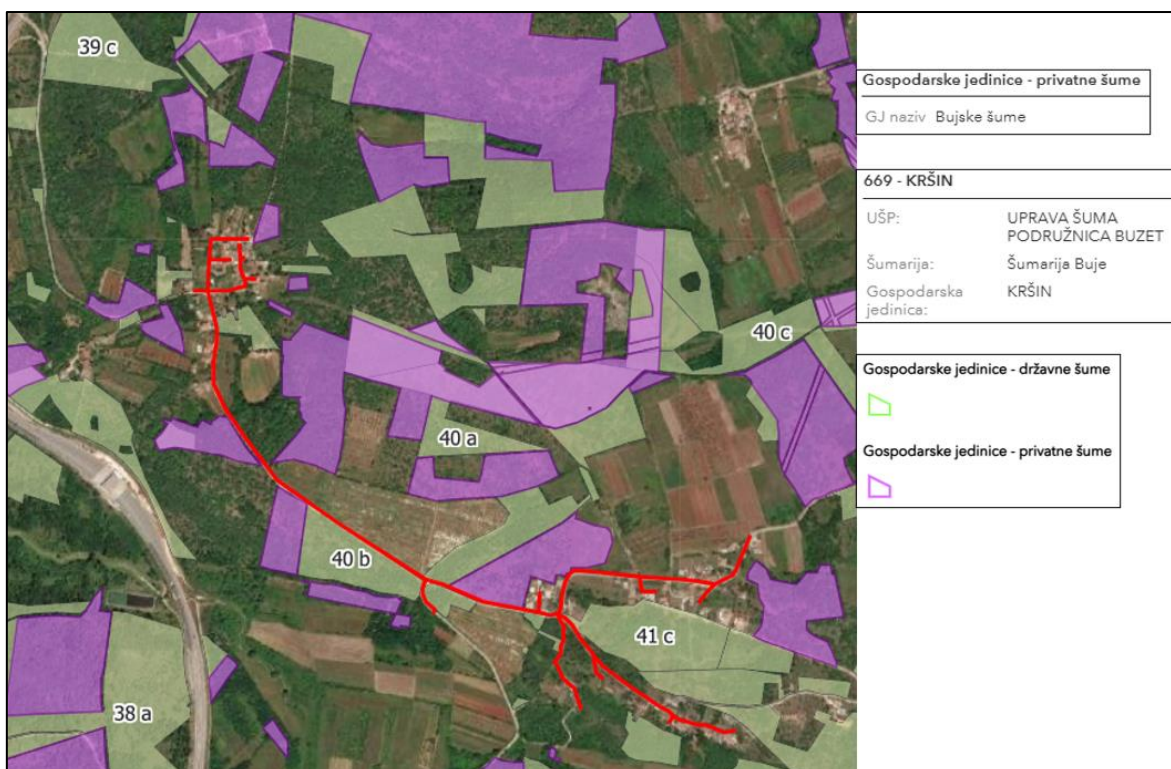 39 c
40 c
40 a
40 b
41 c
38 a
Gospodarske jedinice - privatne šume
GJ naziv Bujske šume
669 - KRŠIN
UŠP: UPRAVA ŠUMA
PODRUŽNICA BUZET
Šumarija: Šumarija Buje
Gospodarska KRŠIN
jedinica:
Gospodarske jedinice - državne šume
Gospodarske jedinice - privatne šume